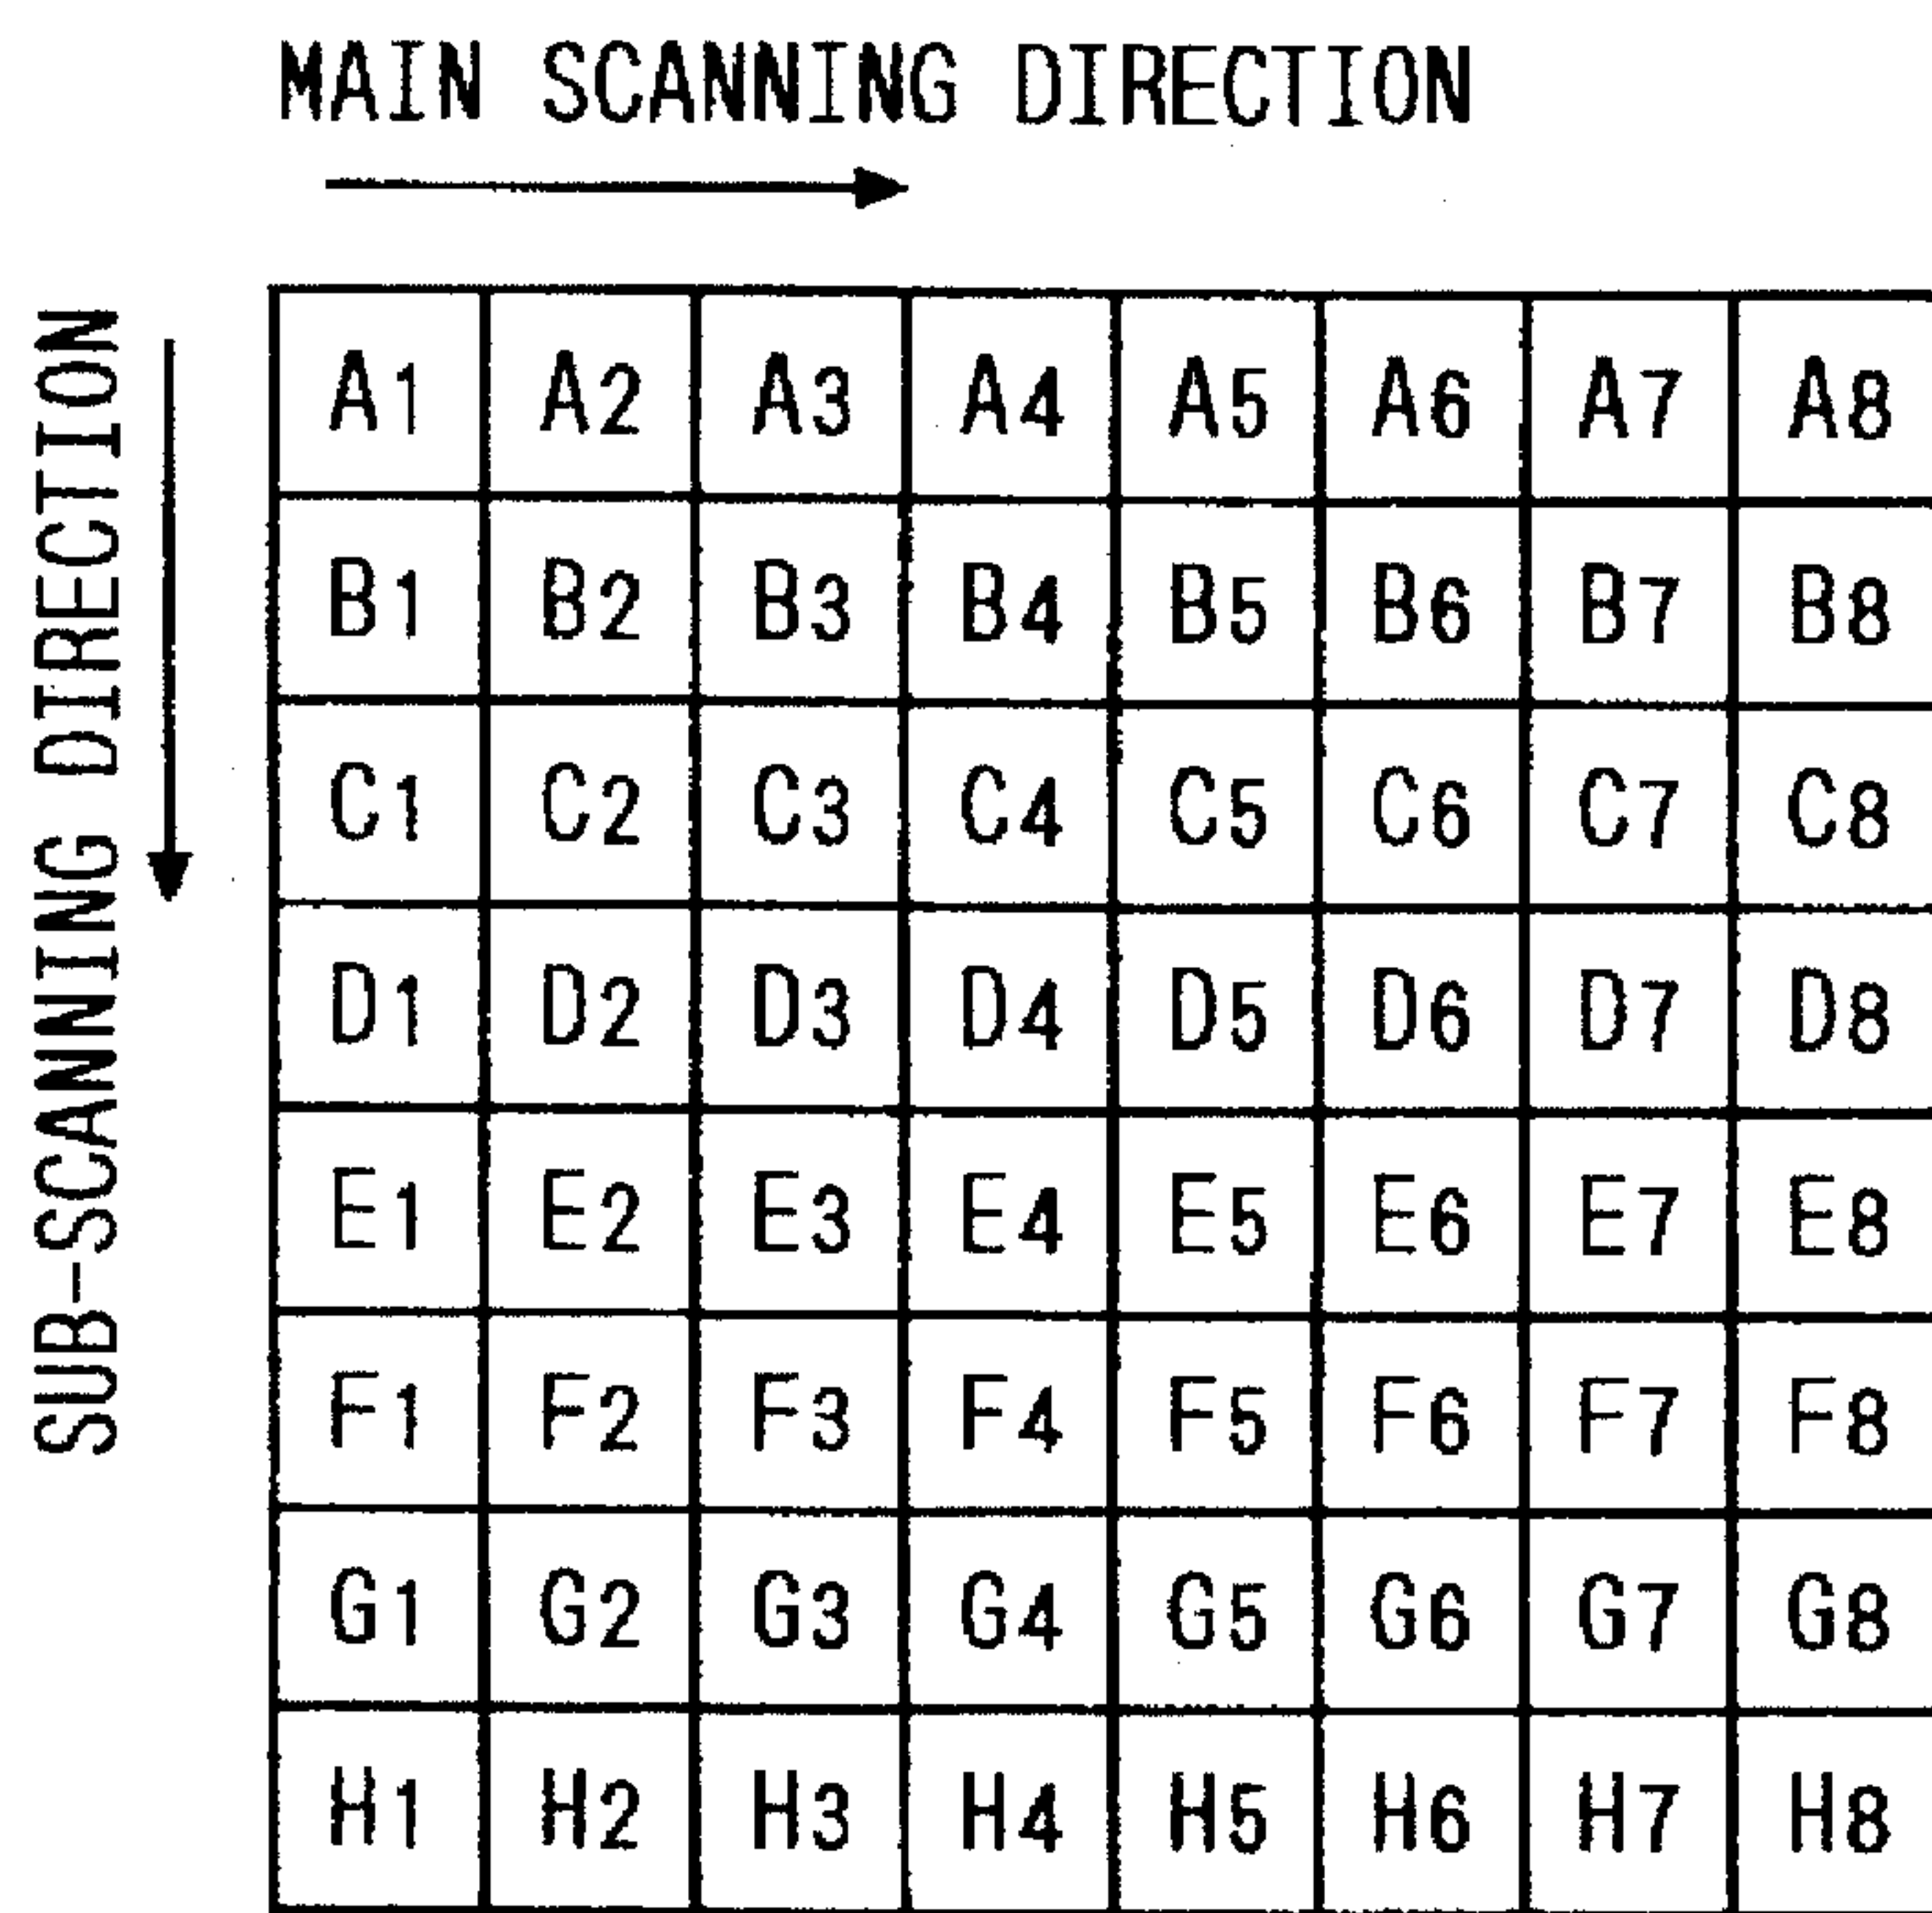 MAIN SCANNING DIRECTION
SUB-SCANNING DIRECTION
A1 A2 A3 A4 A5 A6 A7 A8
B1 B2 B3 B4 B5 B6 B7 B8
C1 C2 C3 C4 C5 C6 C7 C8
D1 D2 D3 D4 D5 D6 D7 D8
E1 E2 E3 E4 E5 E6 E7 E8
F1 F2 F3 F4 F5 F6 F7 F8
G1 G2 G3 G4 G5 G6 G7 G8
H1 H2 H3 H4 H5 H6 H7 H8